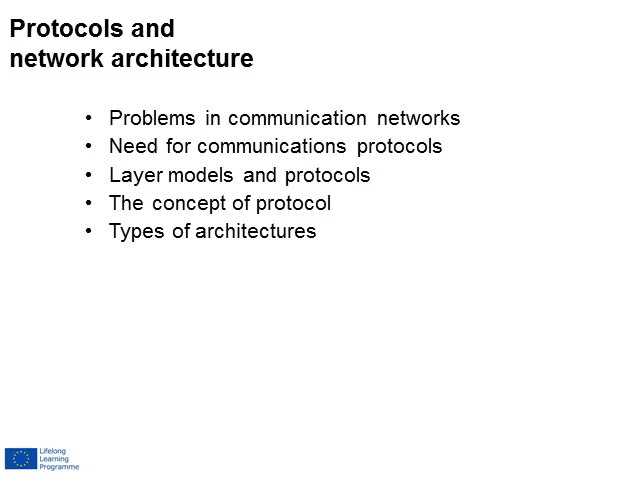 Protocols and
network architecture
• Problems in communication networks
• Need for communications protocols
• Layer models and protocols
• The concept of protocol
• Types of architectures
Lifelong
Learning
Programme